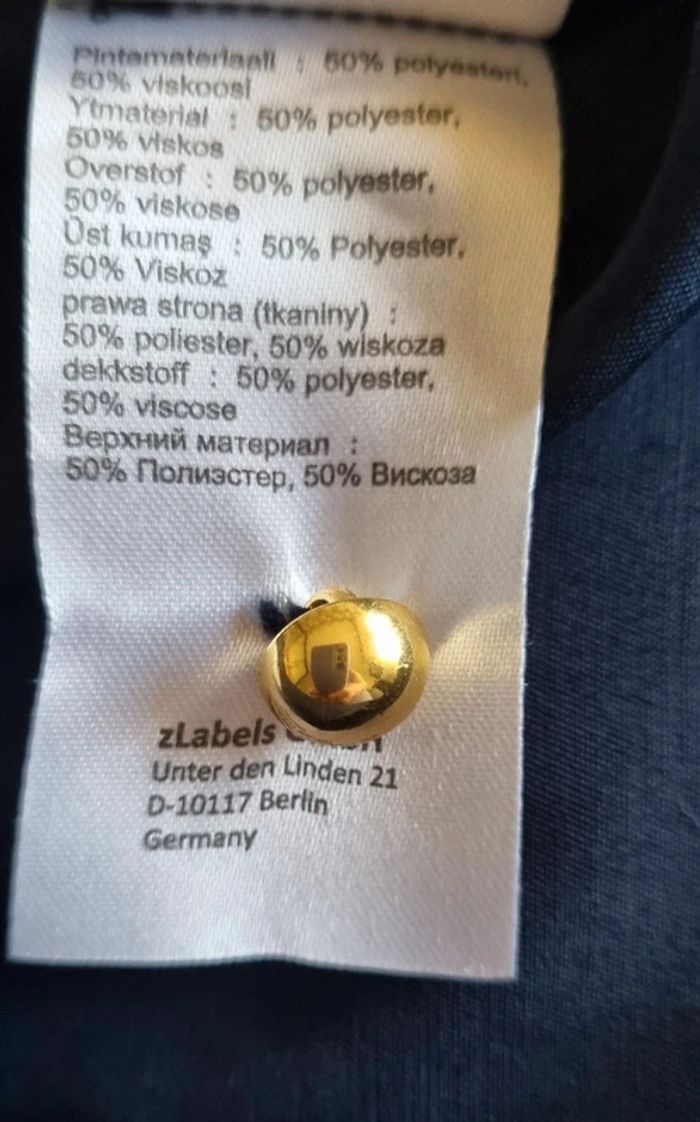 Pintamateriaali : 50% polyesteri,
50% viskoosi
Ytmaterial : 50% polyester,
50% viskos
Overstof : 50% polyester,
50% viskose
Üst kumaş : 50% Polyester,
50% Viskoz
prawa strona (tkaniny) :
50% poliester, 50% wiskoza
dekkstoff : 50% polyester,
50% viscose
Верхний материал :
50% Полиэстер, 50% Вискоза
zLabels
Unter den Linden 21
D-10117 Berlin
Germany